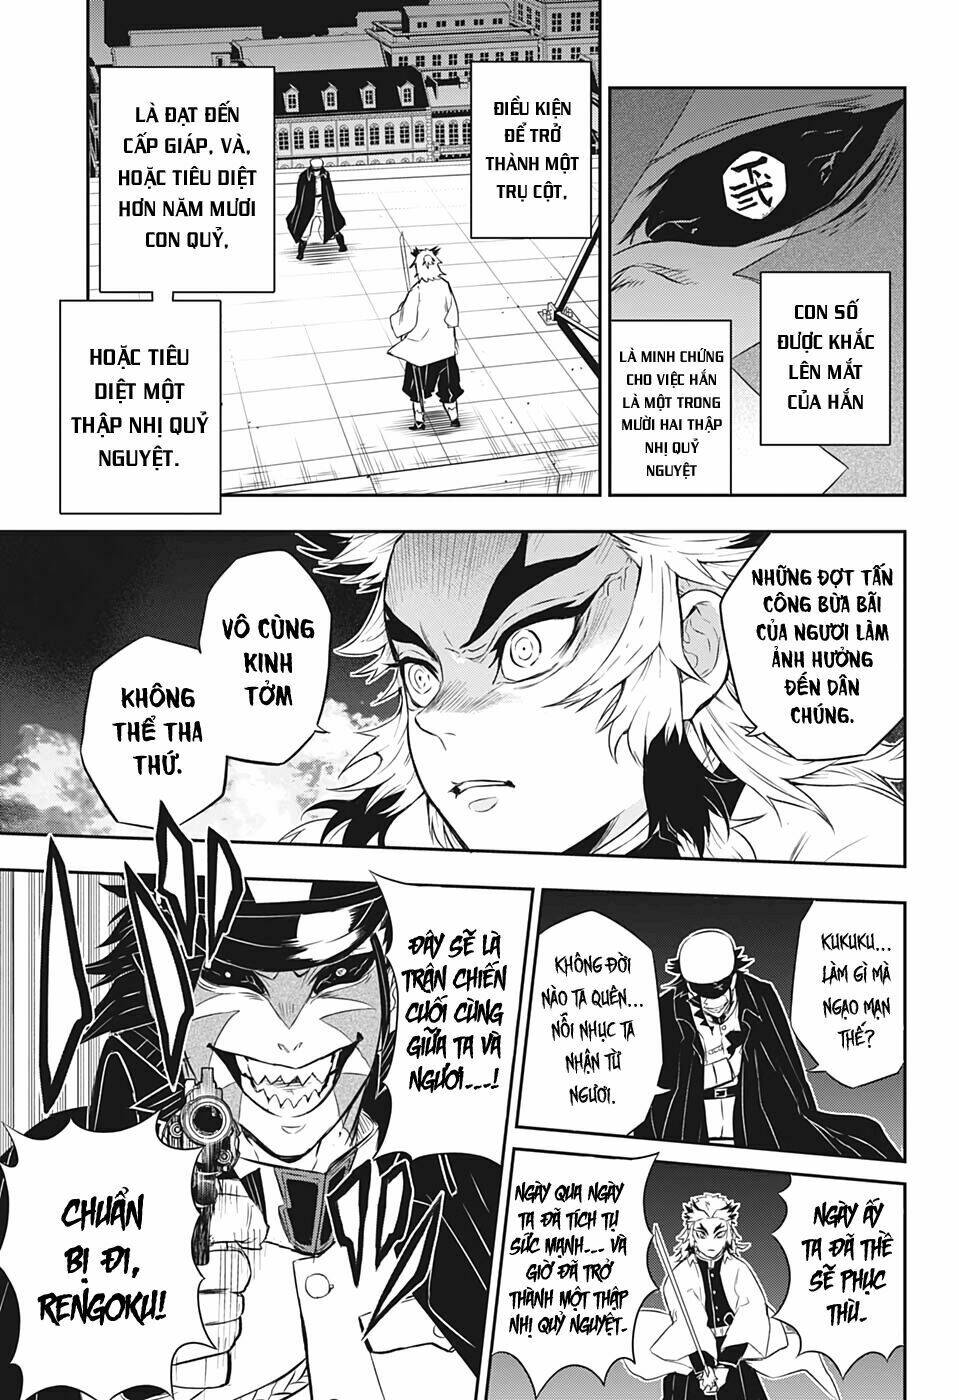 CON SỐ
ĐƯỢC KHẮC
LÊN MẮT
CỦA HẮN
LÀ MINH CHỨNG
CHO VIỆC HẮN
LÀ MỘT TRONG
MƯỜI HAI THẬP
NHỊ QUỶ
NGUYỆT
下弐
ĐIỀU KIỆN
ĐỂ TRỞ
THÀNH MỘT
TRỤ CỘT,
LÀ ĐẠT ĐẾN
CẤP GIÁP, VÀ,
HOẶC TIÊU DIỆT
HƠN NĂM MƯƠI
CON QUỶ,
HOẶC TIÊU
DIỆT MỘT
THẬP NHỊ QUỶ
NGUYỆT.
NHỮNG ĐỢT TẤN
CÔNG BỪA BÃI
CỦA NGƯƠI LÀM
ẢNH HƯỞNG
ĐẾN DÂN
CHÚNG.
VÔ CÙNG
KINH
TỞM
KHÔNG
THỂ THA
THỨ.
KUKUKU...
LÀM GÌ MÀ
NGẠO MẠN
THẾ?
KHÔNG ĐỜI
NÀO TA QUÊN...
NỖI NHỤC TA
NHẬN TỪ
NGƯƠI.
NGÀY ẤY
TA ĐÃ THỀ
SẼ PHỤC
THÙ...
NGÀY QUA NGÀY
TA ĐÃ TÍCH TỤ
SỨC MẠNH... VÀ
GIỜ ĐÃ TRỞ
THÀNH MỘT THẬP
NHỊ QUỶ NGUYỆT...
ĐÂY SẼ LÀ
TRẬN CHIẾN
CUỐI CÙNG
GIỮA TA VÀ
NGƯƠI....!
CHUẨN
BỊ ĐI,
RENGOKU!